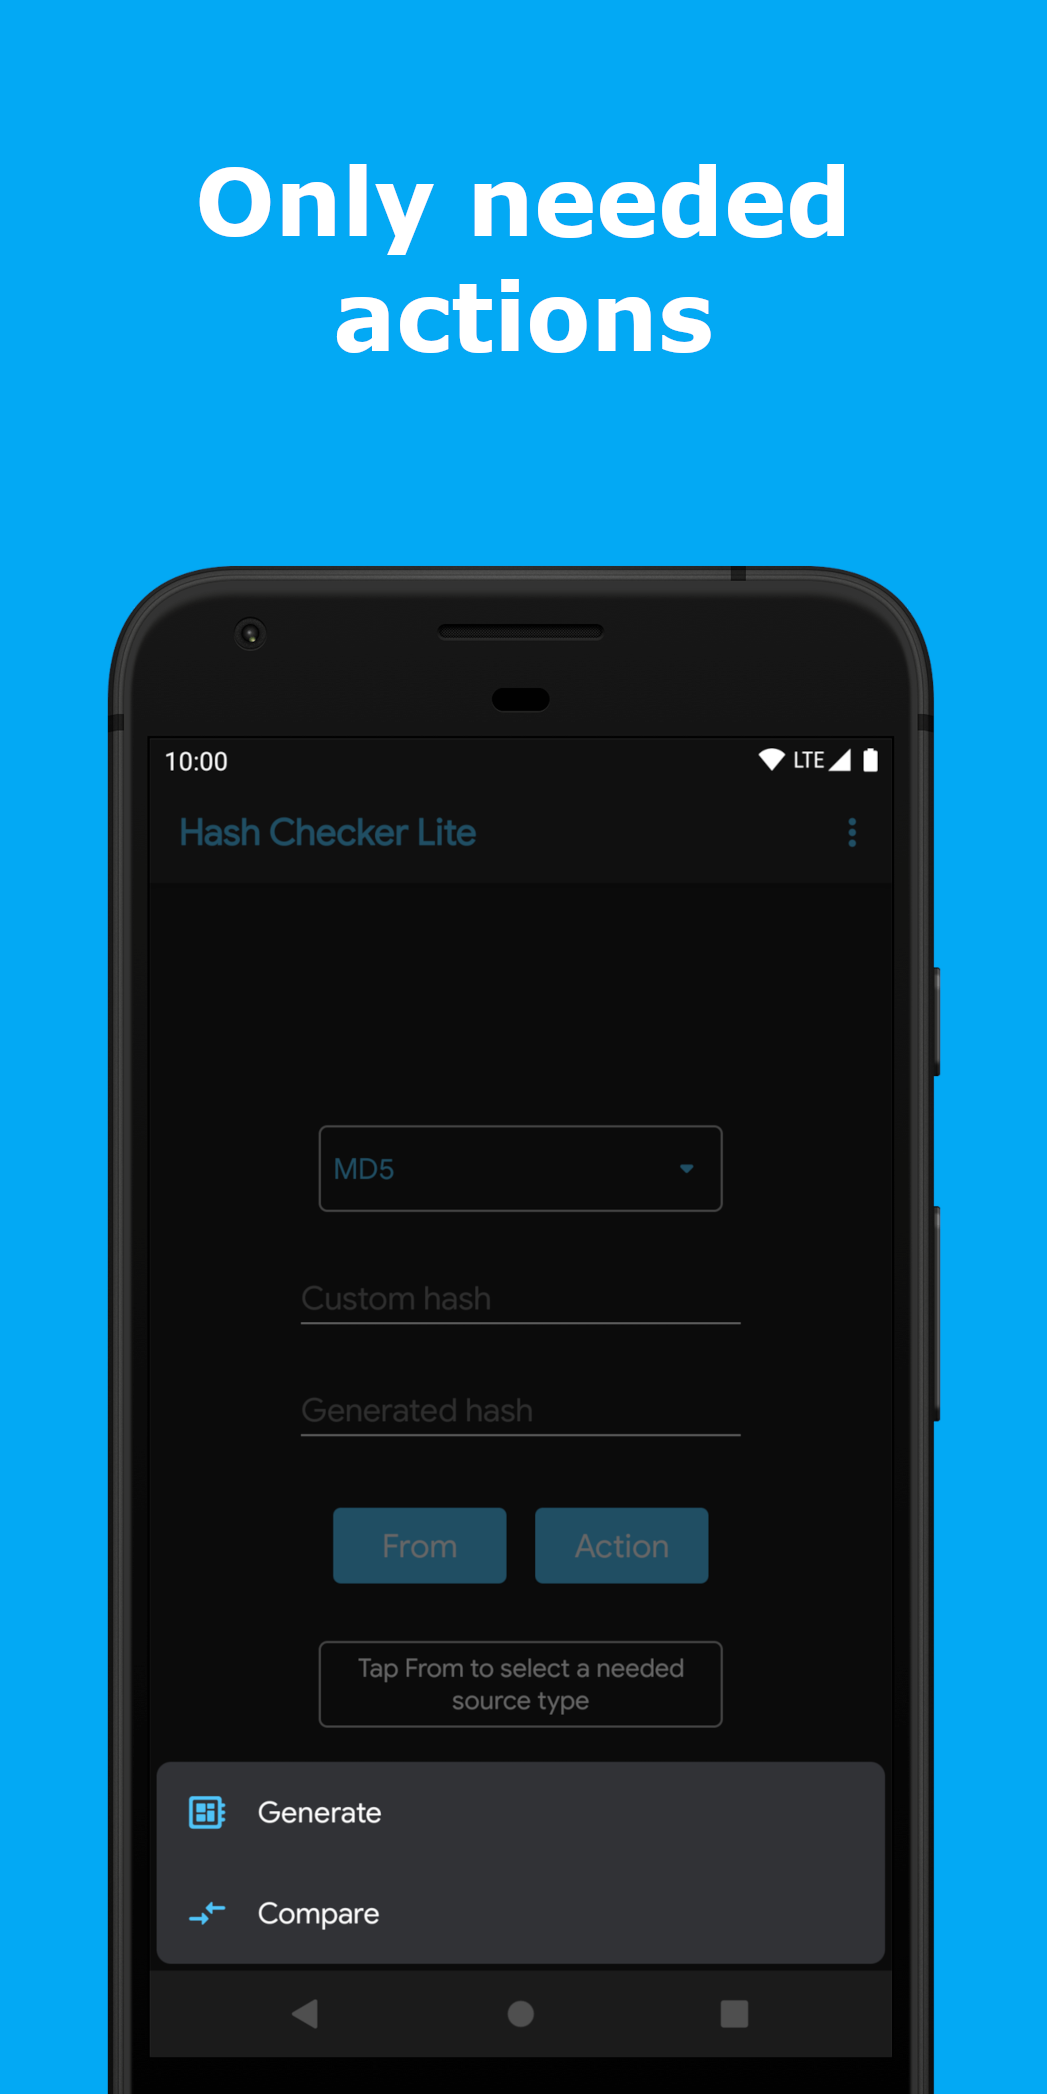 Only needed
actions
10:00
LTE
Hash Checker Lite
MD5
Custom hash
Generated hash
From
Action
Tap From to select a needed
source type
Generate
Compare